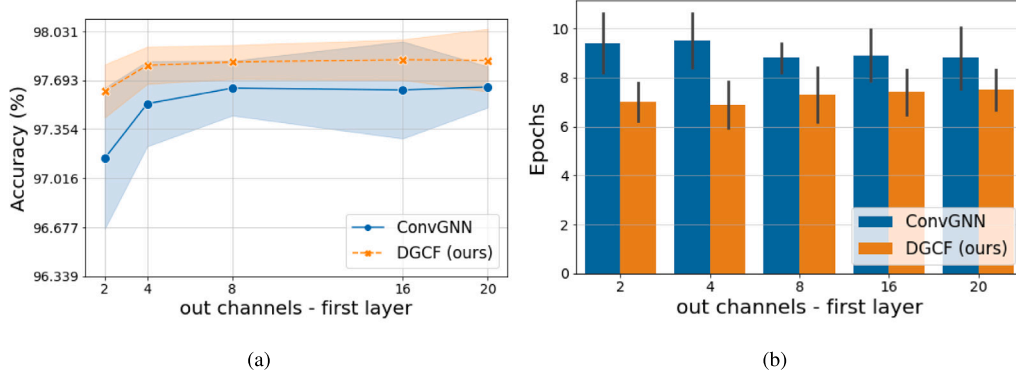 98.031
97.693
97.354
97.016
96.677
96.339
Accuracy (%)
2 4 8 16 20
out channels - first layer
ConvGNN
DGCF (ours)
(a)
10
8
6
4
2
0
Epochs
2 4 8 16 20
out channels - first layer
ConvGNN
DGCF (ours)
(b)